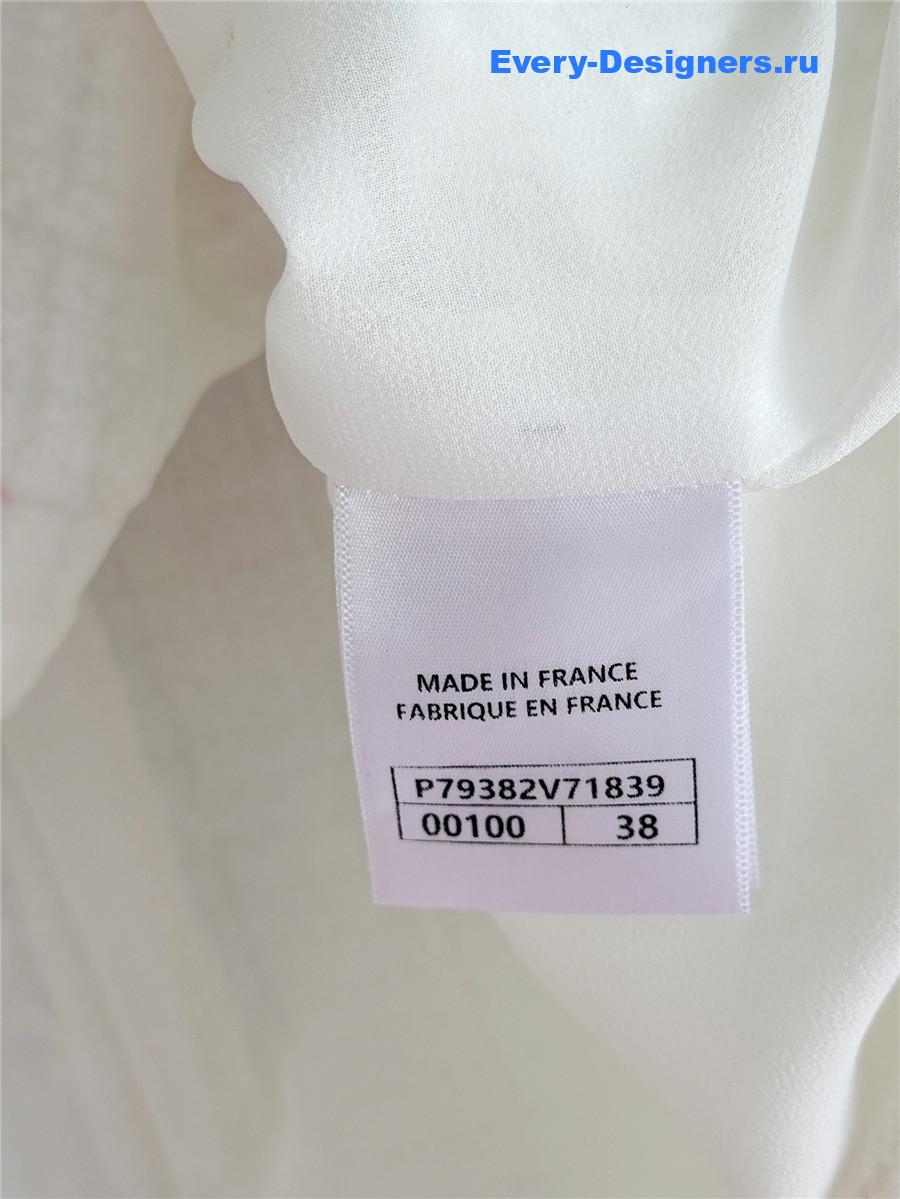 Every-Designers.ru
MADE IN FRANCE
FABRIQUE EN FRANCE
P79382V71839
00100 38